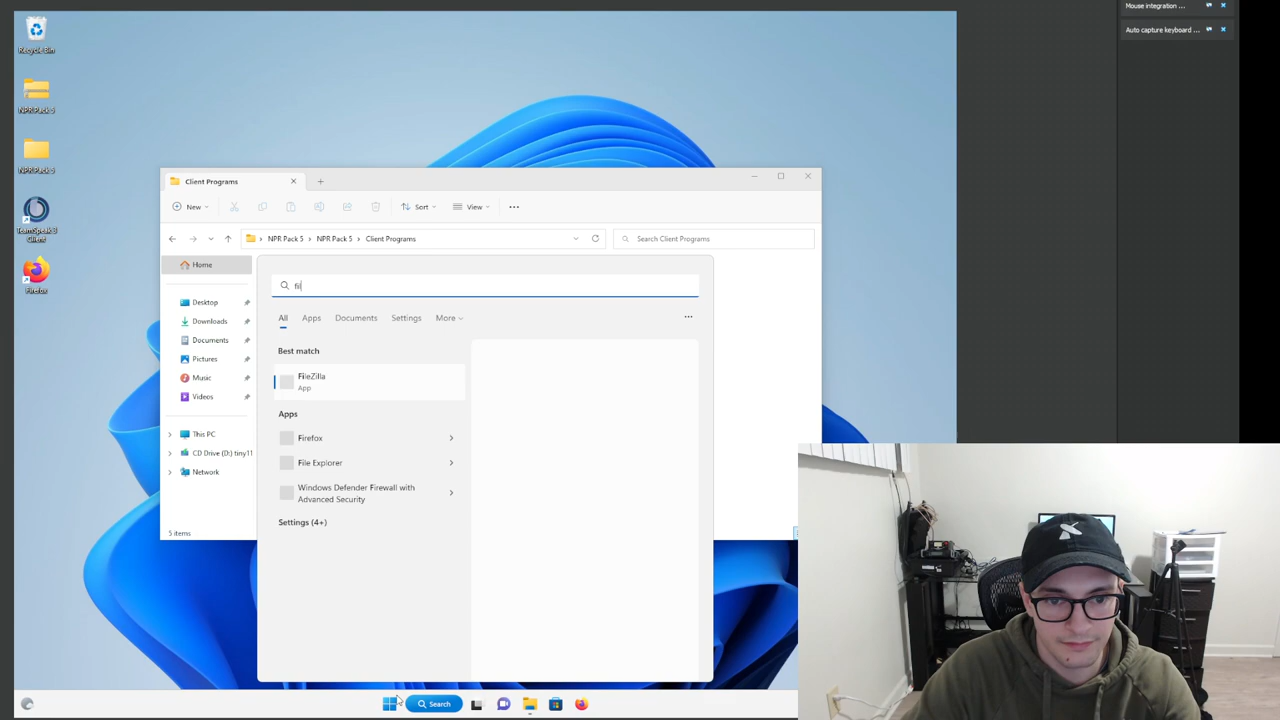 Mouse integration ...
Auto capture keyboard ...
Recycle Bin
NPR Pack 5
NPR Pack 5
TeamSpeak 3
Client
Firefox
Client Programs
New
Sort
View
NPR Pack 5 > NPR Pack 5 > Client Programs
Search Client Programs
Home
Desktop
Downloads
Documents
Pictures
Music
Videos
This PC
CD Drive (D:) tiny11
Network
5 items
fil
All
Apps
Documents
Settings
More
Best match
FileZilla
App
Apps
Firefox
File Explorer
Windows Defender Firewall with
Advanced Security
Settings (4+)
Search